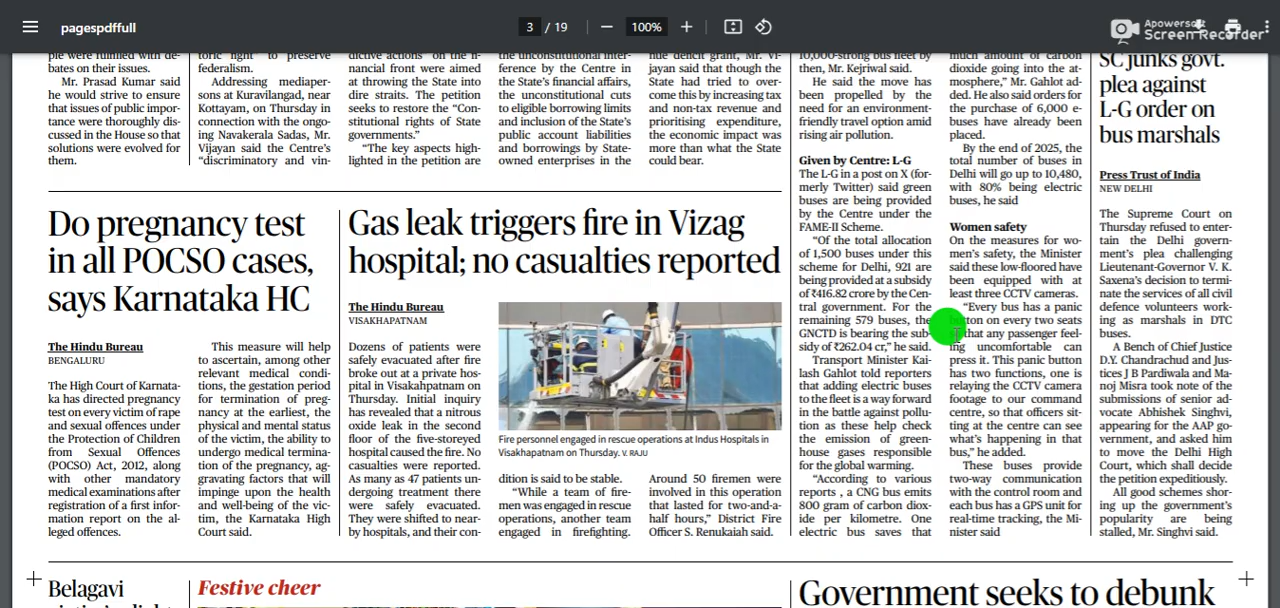 pagespdffull
3 / 19
100%
Apowersoft
Screen Recorder
ple were fulfilled with de-
bates on their issues.
Mr. Prasad Kumar said
he would strive to ensure
that issues of public impor-
tance were thoroughly dis-
cussed in the House so that
solutions were evolved for
them.
toric right” to preserve
federalism.
Addressing mediaper-
sons at Kuravilangad, near
Kottayam, on Thursday in
connection with the ongo-
ing Navakerala Sadas, Mr.
Vijayan said the Centre’s
“discriminatory and vin-
dictive actions” on the fi-
nancial front were aimed
at throwing the State into
dire straits. The petition
seeks to restore the “Con-
stitutional rights of State
governments.”
“The key aspects high-
lighted in the petition are
the unconstitutional inter-
ference by the Centre in
the State’s financial affairs,
the unconstitutional cuts
to eligible borrowing limits
and inclusion of the State’s
public account liabilities
and borrowings by State-
owned enterprises in the
nue deficit grant, Mr. Vi-
jayan said that though the
State had tried to over-
come this by increasing tax
and non-tax revenue and
prioritising expenditure,
the economic impact was
more than what the State
could bear.
Do pregnancy test
in all POCSO cases,
says Karnataka HC
The Hindu Bureau
BENGALURU
The High Court of Karnata-
ka has directed pregnancy
test on every victim of rape
and sexual offences under
the Protection of Children
from Sexual Offences
(POCSO) Act, 2012, along
with other mandatory
medical examinations after
registration of a first infor-
mation report on the al-
leged offences.
This measure will help
to ascertain, among other
relevant medical condi-
tions, the gestation period
for termination of preg-
nancy at the earliest, the
physical and mental status
of the victim, the ability to
undergo medical termina-
tion of the pregnancy, ag-
gravating factors that will
impinge upon the health
and well-being of the vic-
tim, the Karnataka High
Court said.
Gas leak triggers fire in Vizag
hospital; no casualties reported
The Hindu Bureau
VISAKHAPATNAM
Dozens of patients were
safely evacuated after fire
broke out at a private hos-
pital in Visakahpatnam on
Thursday. Initial inquiry
has revealed that a nitrous
oxide leak in the second
floor of the five-storeyed
hospital caused the fire. No
casualties were reported.
As many as 47 patients un-
dergoing treatment there
were safely evacuated.
They were shifted to near-
by hospitals, and their con-
Fire personnel engaged in rescue operations at Indus Hospitals in
Visakhapatnam on Thursday. V. RAJU
dition is said to be stable.
“While a team of fire-
men was engaged in rescue
operations, another team
engaged in firefighting.
Around 50 firemen were
involved in this operation
that lasted for two-and-a-
half hours,” District Fire
Officer S. Renukaiah said.
10,000-strong bus fleet by
then, Mr. Kejriwal said.
He said the move has
been propelled by the
need for an environment-
friendly travel option amid
rising air pollution.
Given by Centre: L-G
The L-G in a post on X (for-
merly Twitter) said green
buses are being provided
by the Centre under the
FAME-II Scheme.
“Of the total allocation
of 1,500 buses under this
scheme for Delhi, 921 are
being provided at a subsidy
of ₹416.82 crore by the Cen-
tral government. For the
remaining 579 buses, the
GNCTD is bearing the sub-
sidy of ₹262.04 cr,” he said.
Transport Minister Kai-
lash Gahlot told reporters
that adding electric buses
to the fleet is a way forward
in the battle against pollu-
tion as these help check
the emission of green-
house gases responsible
for the global warming.
“According to various
reports , a CNG bus emits
800 gram of carbon diox-
ide per kilometre. One
electric bus saves that
much amount of carbon
dioxide going into the at-
mosphere,” Mr. Gahlot ad-
ded. He also said orders for
the purchase of 6,000 e-
buses have already been
placed.
By the end of 2025, the
total number of buses in
Delhi will go up to 10,480,
with 80% being electric
buses, he said
Women safety
On the measures for wo-
men’s safety, the Minister
said these low-floored have
been equipped with at
least three CCTV cameras.
“Every bus has a panic
button on every two seats
that any passenger feel-
ing uncomfortable can
press it. This panic button
has two functions, one is
relaying the CCTV camera
footage to our command
centre, so that officers sit-
ting at the centre can see
what’s happening in that
bus,” he added.
These buses provide
two-way communication
with the control room and
each bus has a GPS unit for
real-time tracking, the Mi-
nister said
SC junks govt.
plea against
L-G order on
bus marshals
Press Trust of India
NEW DELHI
The Supreme Court on
Thursday refused to enter-
tain the Delhi govern-
ment’s plea challenging
Lieutenant-Governor V. K.
Saxena’s decision to termi-
nate the services of all civil
defence volunteers work-
ing as marshals in DTC
buses.
A Bench of Chief Justice
D.Y. Chandrachud and Jus-
tices J B Pardiwala and Ma-
noj Misra took note of the
submissions of senior ad-
vocate Abhishek Singhvi,
appearing for the AAP go-
vernment, and asked him
to move the Delhi High
Court, which shall decide
the petition expeditiously.
All good schemes shor-
ing up the government’s
popularity are being
stalled, Mr. Singhvi said.
Belagavi
Festive cheer
Government seeks to debunk